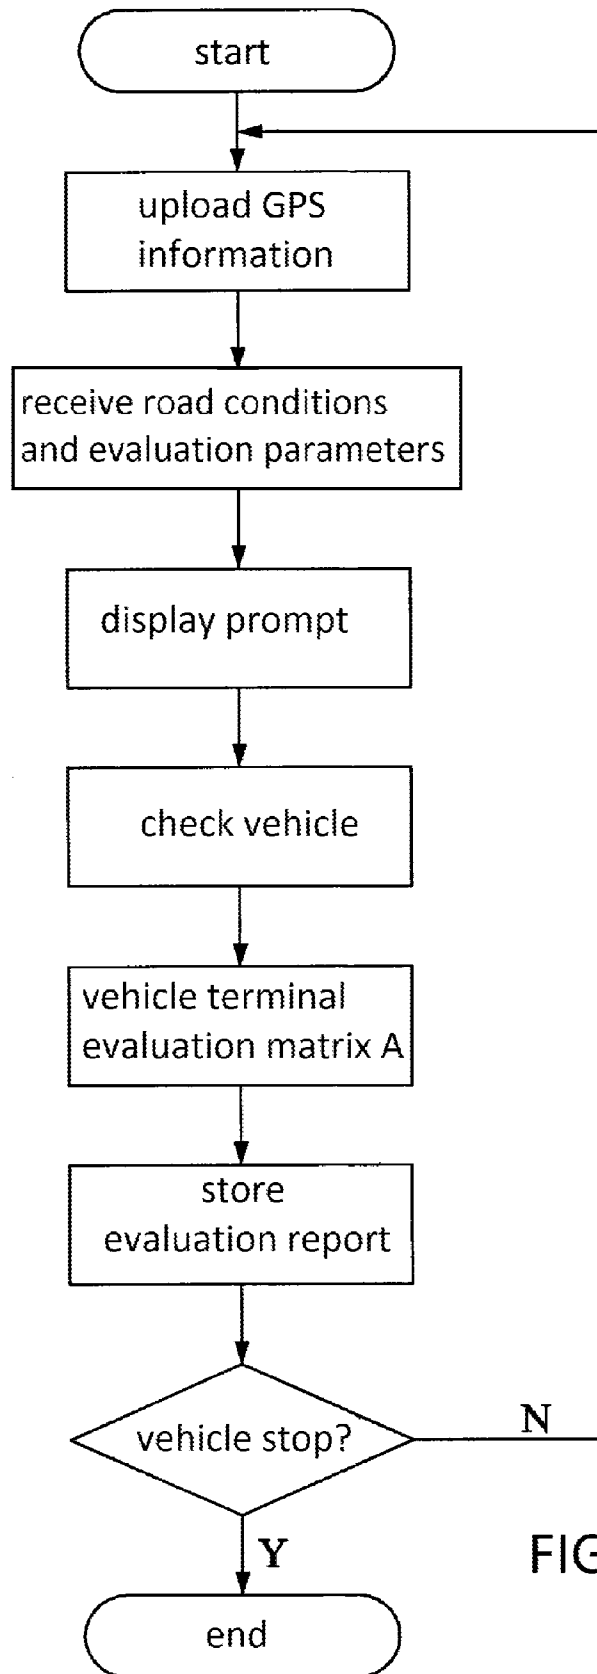 start
upload GPS
information
receive road conditions
and evaluation parameters
display prompt
check vehicle
vehicle terminal
evaluation matrix A
store
evaluation report
vehicle stop?
N
Y
FIG
end